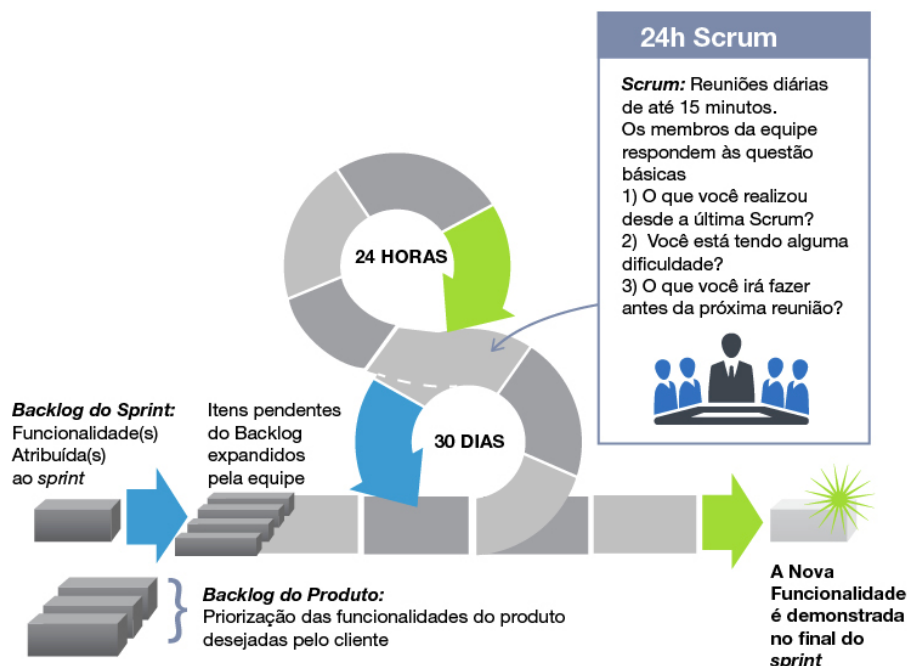 24h Scrum
Scrum: Reuniões diárias
de até 15 minutos.
Os membros da equipe
respondem às questão
básicas
1) O que você realizou
desde a última Scrum?
2) Você está tendo alguma
dificuldade?
3) O que você irá fazer
antes da próxima reunião?
24 HORAS
30 DIAS
Backlog do Sprint:
Funcionalidade(s)
Atribuída(s)
ao sprint
Itens pendentes
do Backlog
expandidos
pela equipe
Backlog do Produto:
Priorização das funcionalidades do produto
desejadas pelo cliente
A Nova
Funcionalidade
é demonstrada
no final do
sprint